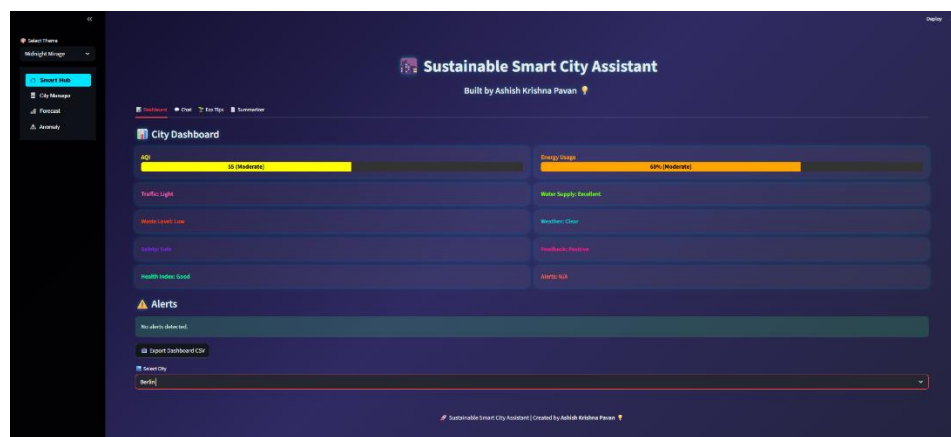 Deploy
Select Theme
Midnight Mirage
Smart Hub
City Manager
Forecast
Anomaly
Sustainable Smart City Assistant
Built by Ashish Krishna Pavan
Dashboard Chat Eco Tips Summarizer
City Dashboard
AQI
55 (Moderate)
Energy Usage
69% (Moderate)
Traffic: Light
Water Supply: Excellent
Waste Level: Low
Weather: Clear
Safety: Safe
Feedback: Positive
Health Index: Good
Alerts: N/A
Alerts
No alerts detected.
Export Dashboard CSV
Select City
Berlin
Sustainable Smart City Assistant | Created by Ashish Krishna Pavan